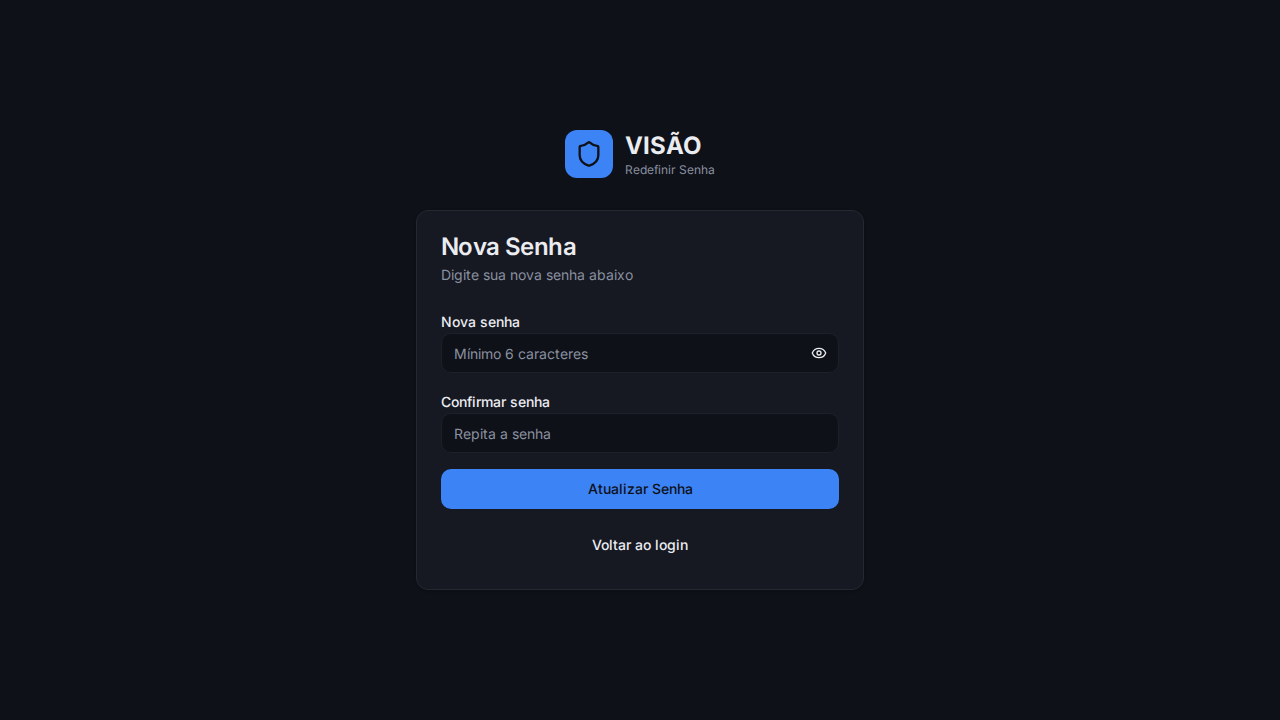 VISÃO
Redefinir Senha
Nova Senha
Digite sua nova senha abaixo
Nova senha
Mínimo 6 caracteres
Confirmar senha
Repita a senha
Atualizar Senha
Voltar ao login